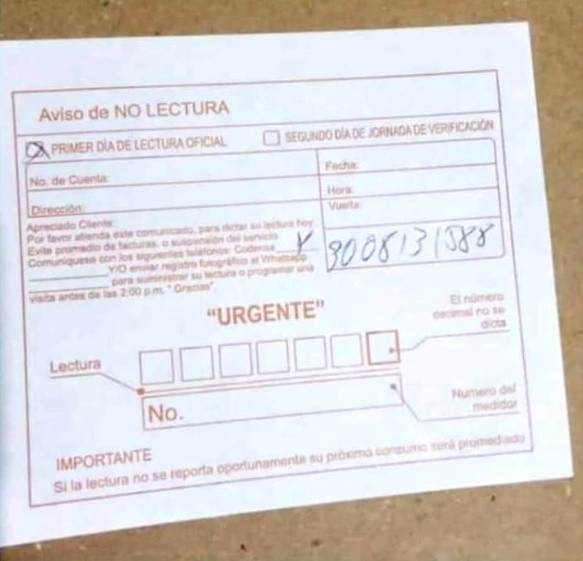 Aviso de NO LECTURA
PRIMER DÍA DE LECTURA OFICIAL
SEGUNDO DÍA DE JORNADA DE VERIFICACIÓN
No. de Cuenta:
Fecha:
Hora:
Dirección:
Vuelta:
Apreciado Cliente:
Por favor atienda este comunicado, para dictar su lectura hoy
Evite promedio de facturas, o suspensión del servicio.
Comuníquese con los siguientes teléfonos: Codensa
Y/O enviar registro fotográfico al Whatsapp
para suministrar su lectura o programar una
visita antes de las 2:00 p.m. "Gracias"
"URGENTE"
El número
decimal no se
dicta
Lectura
No.
Numero del
medidor
IMPORTANTE
Si la lectura no se reporta oportunamente su próximo consumo será promediado